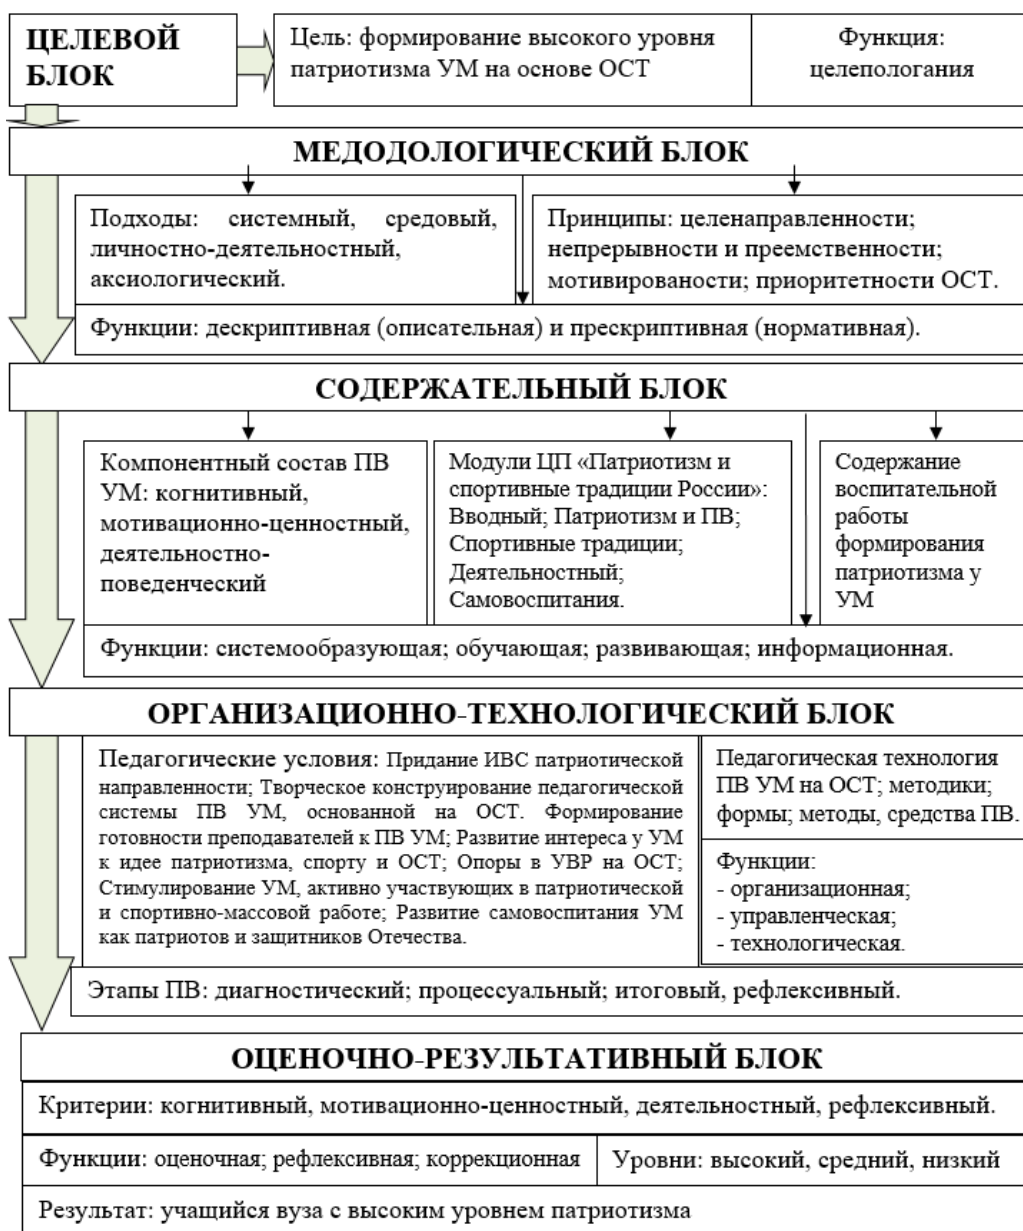 ЦЕЛЕВОЙ
БЛОК
Цель: формирование высокого уровня
патриотизма УМ на основе ОСТ
Функция:
целепологания
МЕДОДОЛОГИЧЕСКИЙ БЛОК
Подходы: системный, средовый,
личностно-деятельностный,
аксиологический.
Принципы: целенаправленности;
непрерывности и преемственности;
мотивированости; приоритетности ОСТ.
Функции: дескриптивная (описательная) и прескриптивная (нормативная).
СОДЕРЖАТЕЛЬНЫЙ БЛОК
Компонентный состав ПВ
УМ: когнитивный,
мотивационно-ценностный,
деятельностно-
поведенческий
Модули ЦП «Патриотизм и
спортивные традиции России»:
Вводный; Патриотизм и ПВ;
Спортивные традиции;
Деятельностный;
Самовоспитания.
Содержание
воспитательной
работы
формирования
патриотизма у
УМ
Функции: системообразующая; обучающая; развивающая; информационная.
ОРГАНИЗАЦИОННО-ТЕХНОЛОГИЧЕСКИЙ БЛОК
Педагогические условия: Придание ИВС патриотической
направленности; Творческое конструирование педагогической
системы ПВ УМ, основанной на ОСТ. Формирование
готовности преподавателей к ПВ УМ; Развитие интереса у УМ
к идее патриотизма, спорту и ОСТ; Опоры в УВР на ОСТ;
Стимулирование УМ, активно участвующих в патриотической
и спортивно-массовой работе; Развитие самовоспитания УМ
как патриотов и защитников Отечества.
Педагогическая технология
ПВ УМ на ОСТ; методики;
формы; методы, средства ПВ.
Функции:
- организационная;
- управленческая;
- технологическая.
Этапы ПВ: диагностический; процессуальный; итоговый, рефлексивный.
ОЦЕНОЧНО-РЕЗУЛЬТАТИВНЫЙ БЛОК
Критерии: когнитивный, мотивационно-ценностный, деятельностный, рефлексивный.
Функции: оценочная; рефлексивная; коррекционная
Уровни: высокий, средний, низкий
Результат: учащийся вуза с высоким уровнем патриотизма